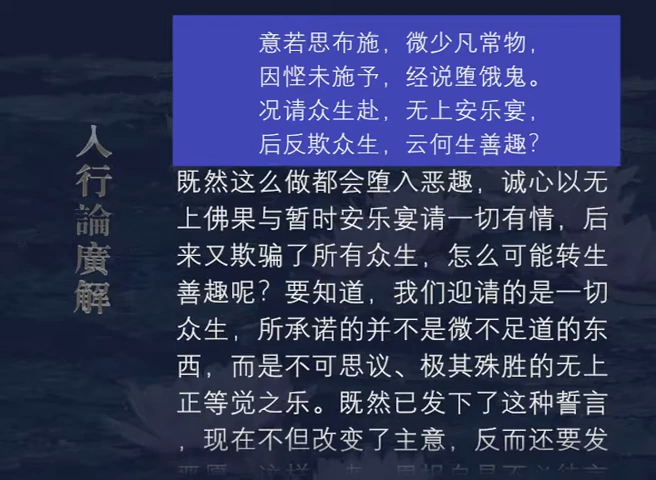 意若思布施，微少凡常物，
因悭未施予，经说堕饿鬼。
况请众生赴，无上安乐宴，
后反欺众生，云何生善趣？
入行論廣解
既然这么做都会堕入恶趣，诚心以无
上佛果与暂时安乐宴请一切有情，后
来又欺骗了所有众生，怎么可能转生
善趣呢？要知道，我们迎请的是一切
众生，所承诺的并不是微不足道的东
西，而是不可思议、极其殊胜的无上
正等觉之乐。既然已发下了这种誓言
，现在不但改变了主意，反而还要发